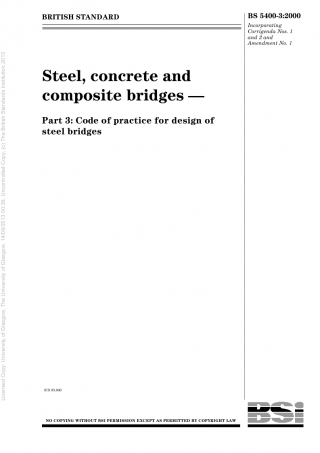 BRITISH STANDARD
BS 5400-3:2000
Incorporating
Corrigenda Nos. 1
and 2 and
Amendment No. 1
Steel, concrete and
composite bridges —
Part 3: Code of practice for design of
steel bridges
ICS 93.040
NO COPYING WITHOUT BSI PERMISSION EXCEPT AS PERMITTED BY COPYRIGHT LAW
BSi
Licensed Copy: University of Glasgow, The University of Glasgow, 14/03/2013 00:36, Uncontrolled Copy, (c) The British Standards Institution 2013